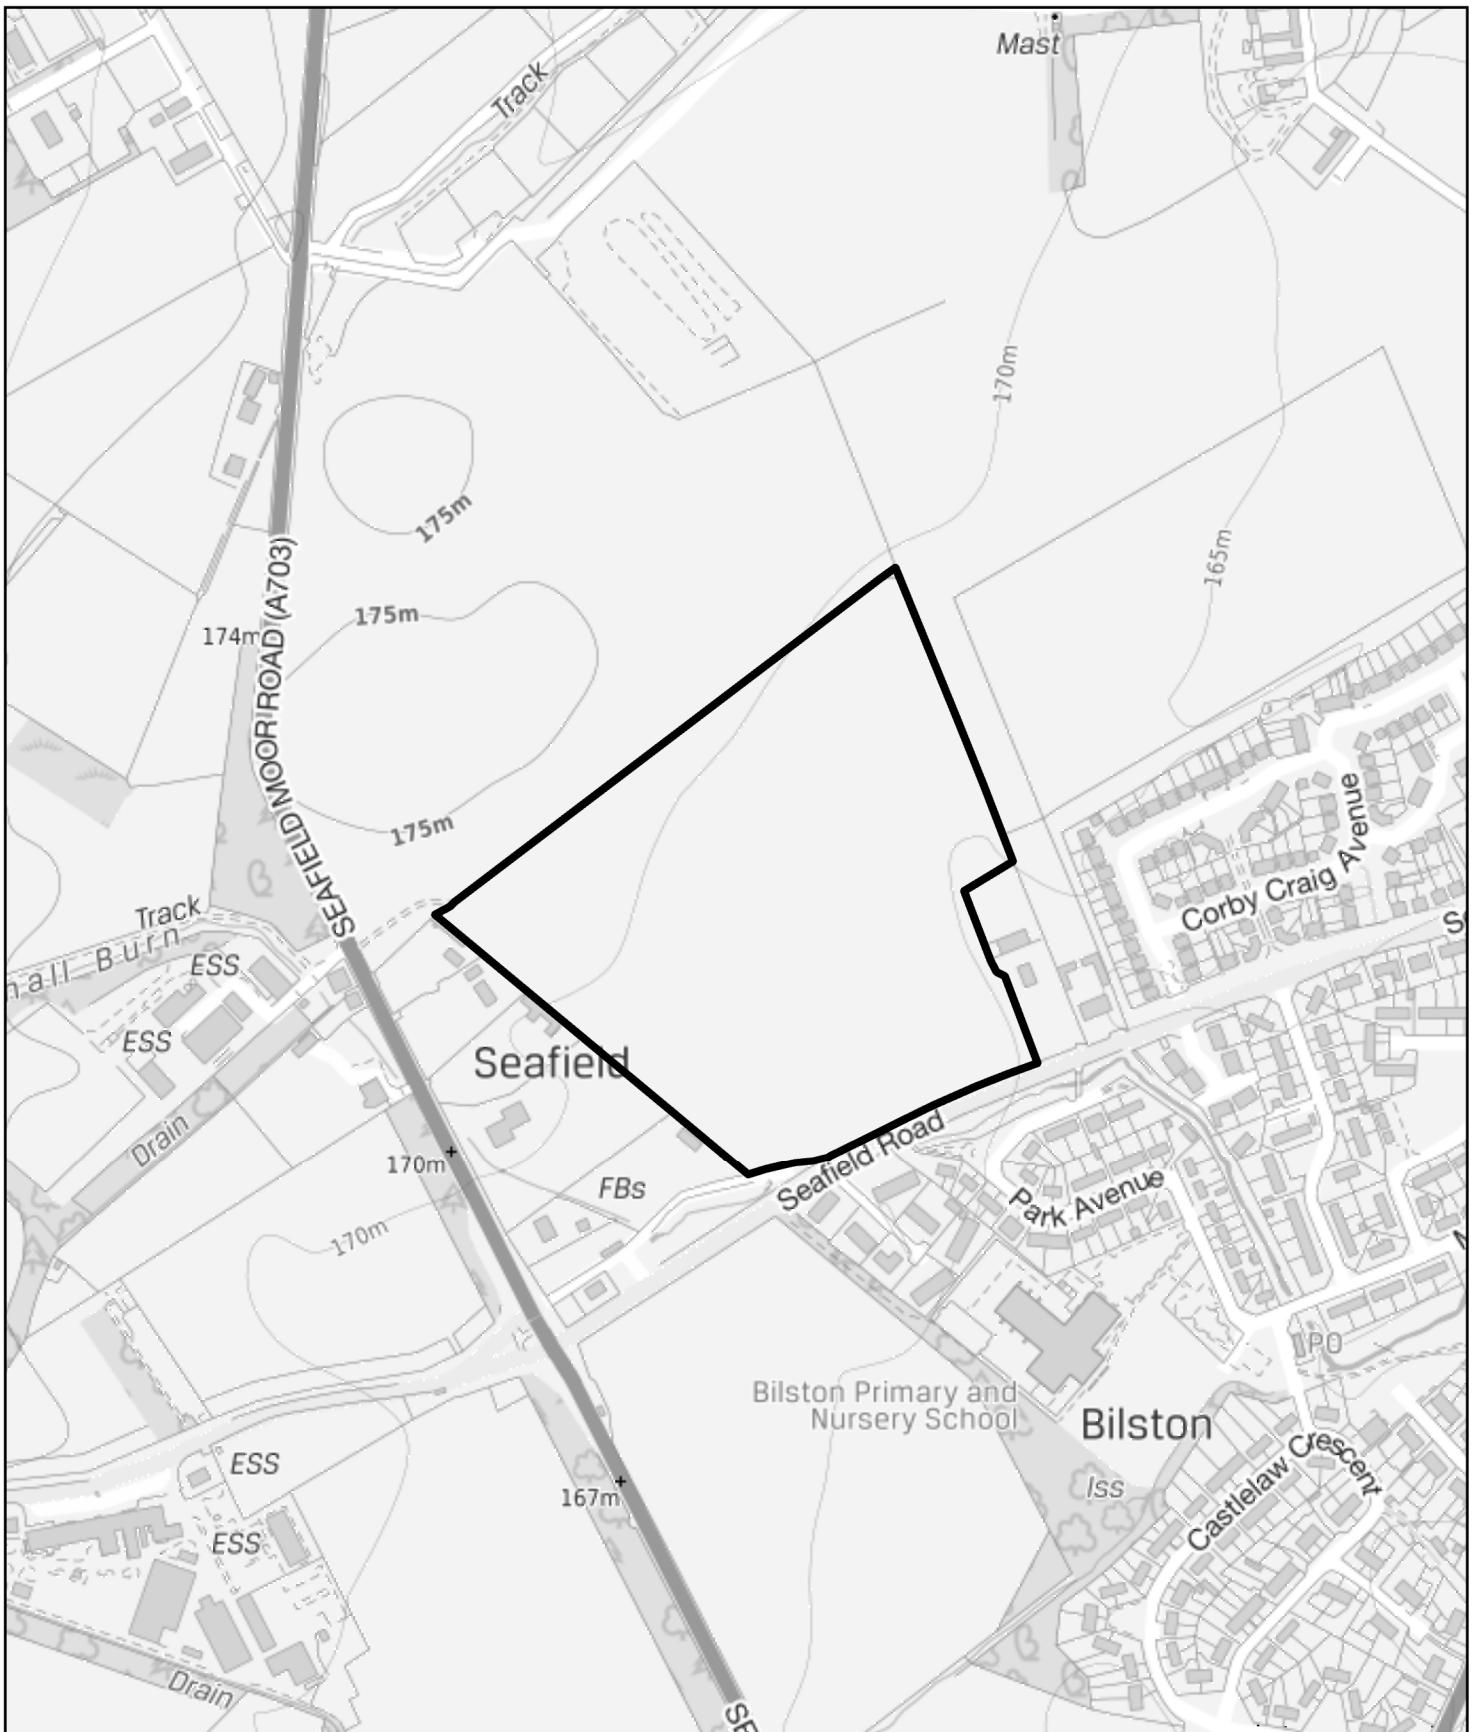 Mast
Track
170m
175m
165m
SEAFIELD MOOR ROAD (A703)
175m
174m
175m
Corby Craig Avenue
Track
ESS
ESS
Seafield
Drain
170m
Seafield Road
FBs
Park Avenue
170m
PO
Bilston Primary and
Nursery School
Bilston
Castlelaw Crescent
Iss
ESS
167m
ESS
Drain